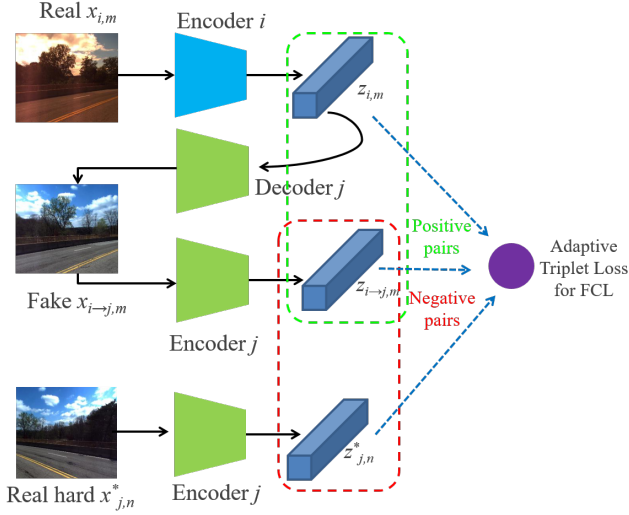 Real x_{i,m}
Encoder i
z_{i,m}
Decoder j
Positive
pairs
Adaptive
Triplet Loss
for FCL
Fake x_{i→j,m}
z_{i→j,m}
Negative
pairs
Encoder j
z^*_{j,n}
Real hard x^*_{j,n}
Encoder j